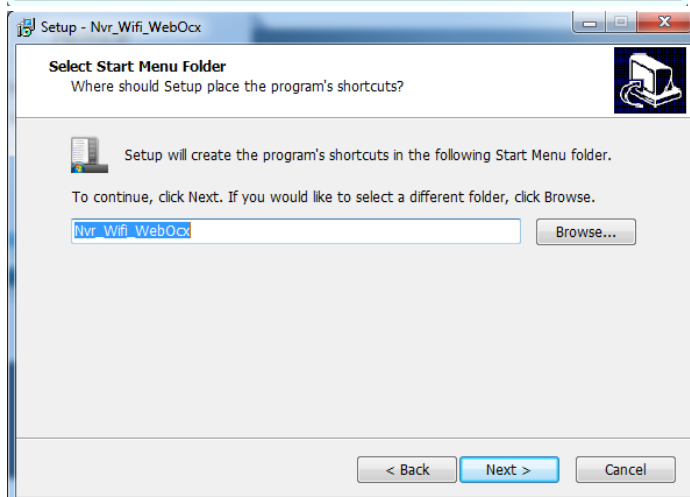 Setup - Nvr_Wifi_WebOcx
Select Start Menu Folder
Where should Setup place the program's shortcuts?
Setup will create the program's shortcuts in the following Start Menu folder.
To continue, click Next. If you would like to select a different folder, click Browse.
Nvr_Wifi_WebOcx
Browse...
< Back
Next >
Cancel